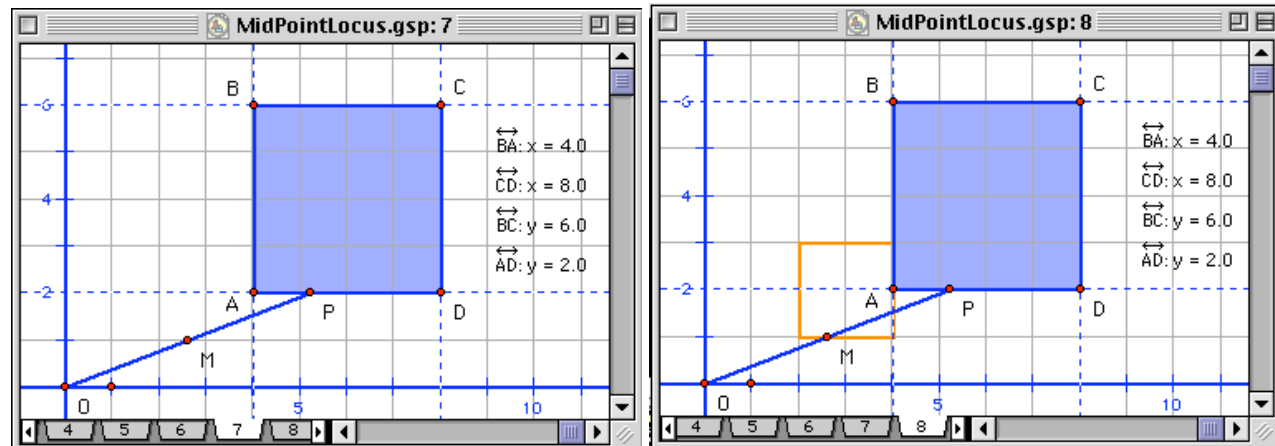 MidPointLocus.gsp: 7
B
C
6
BA: x = 4.0
CD: x = 8.0
4
BC: y = 6.0
AD: y = 2.0
2
A
P
D
M
O
5
10
4 5 6 7 8
MidPointLocus.gsp: 8
B
C
6
BA: x = 4.0
CD: x = 8.0
4
BC: y = 6.0
AD: y = 2.0
2
A
P
D
M
O
5
10
4 5 6 7 8